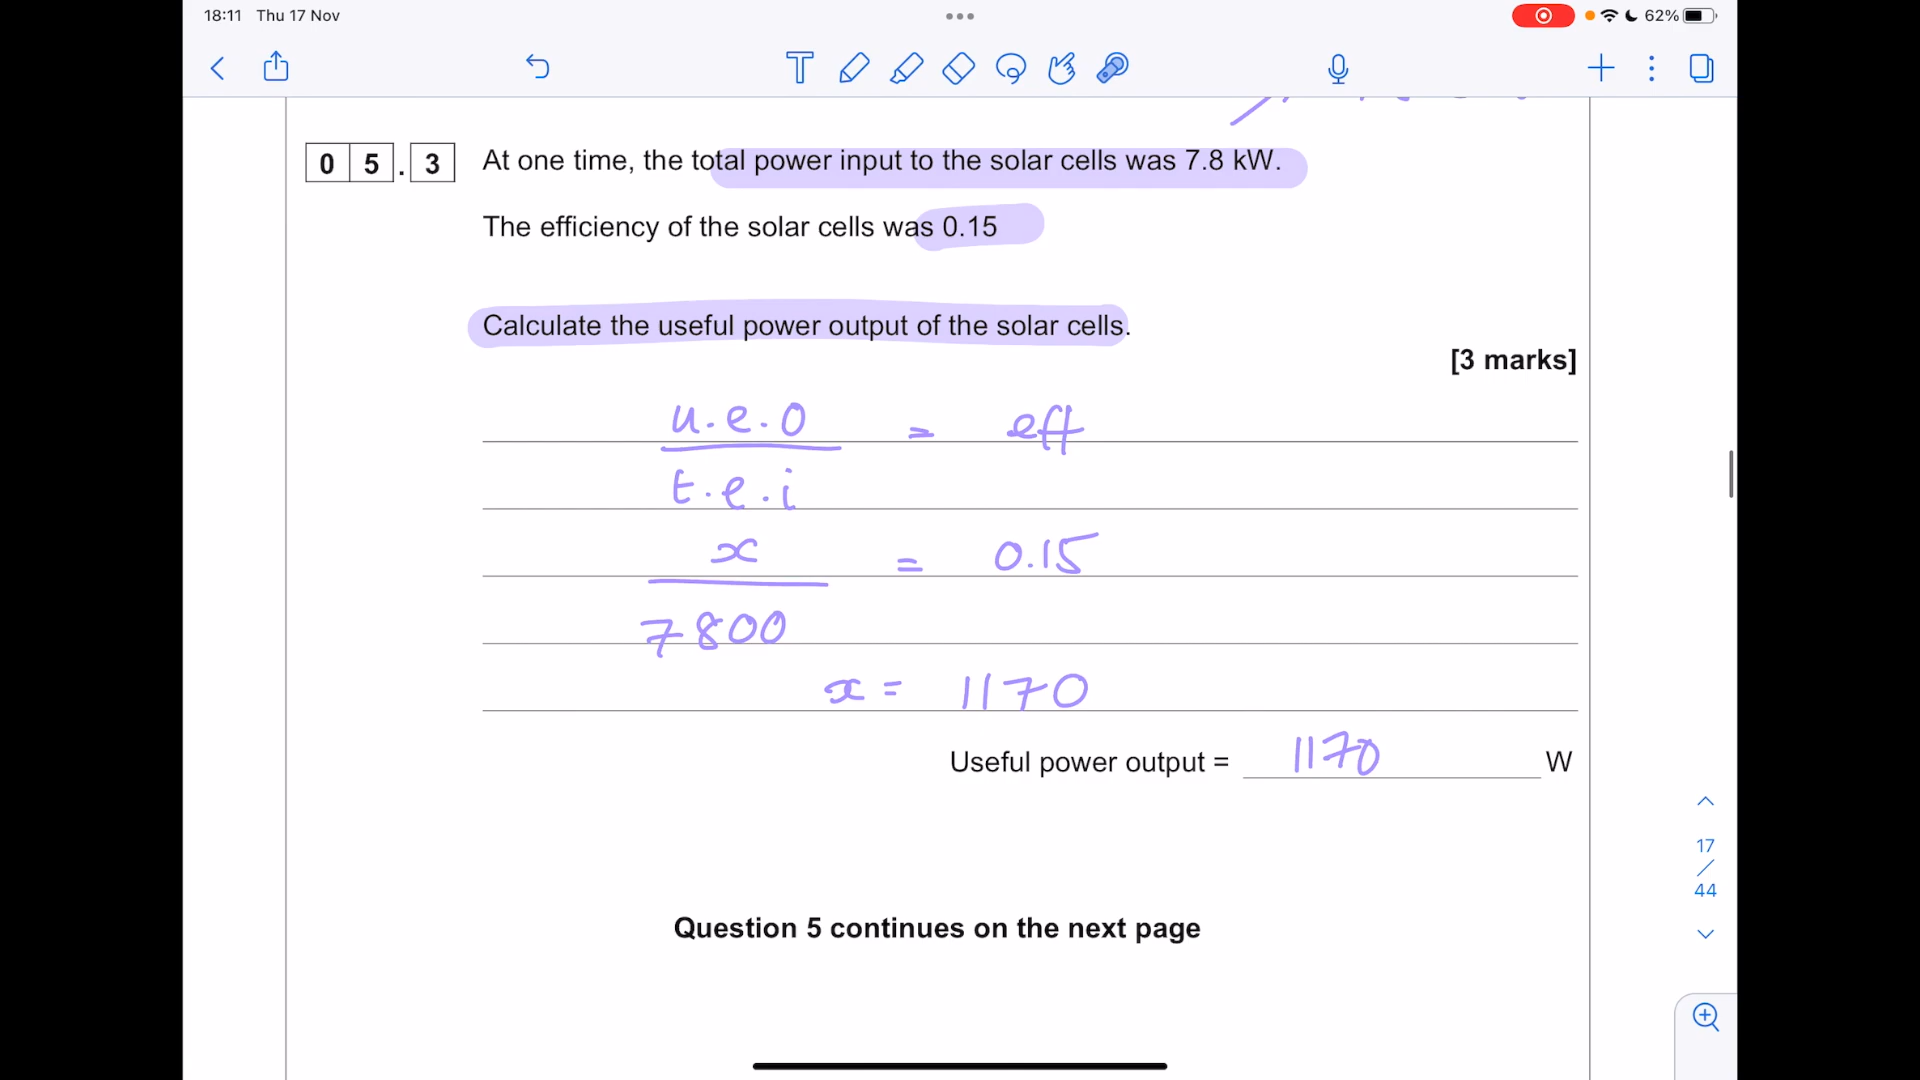 18:11 Thu 17 Nov
62%
0 5 . 3 At one time, the total power input to the solar cells was 7.8 kW.
The efficiency of the solar cells was 0.15
Calculate the useful power output of the solar cells.
[3 marks]
u.e.o = eff
t.e.i
x = 0.15
7800
x = 1170
Useful power output = 1170 W
17
/
44
Question 5 continues on the next page